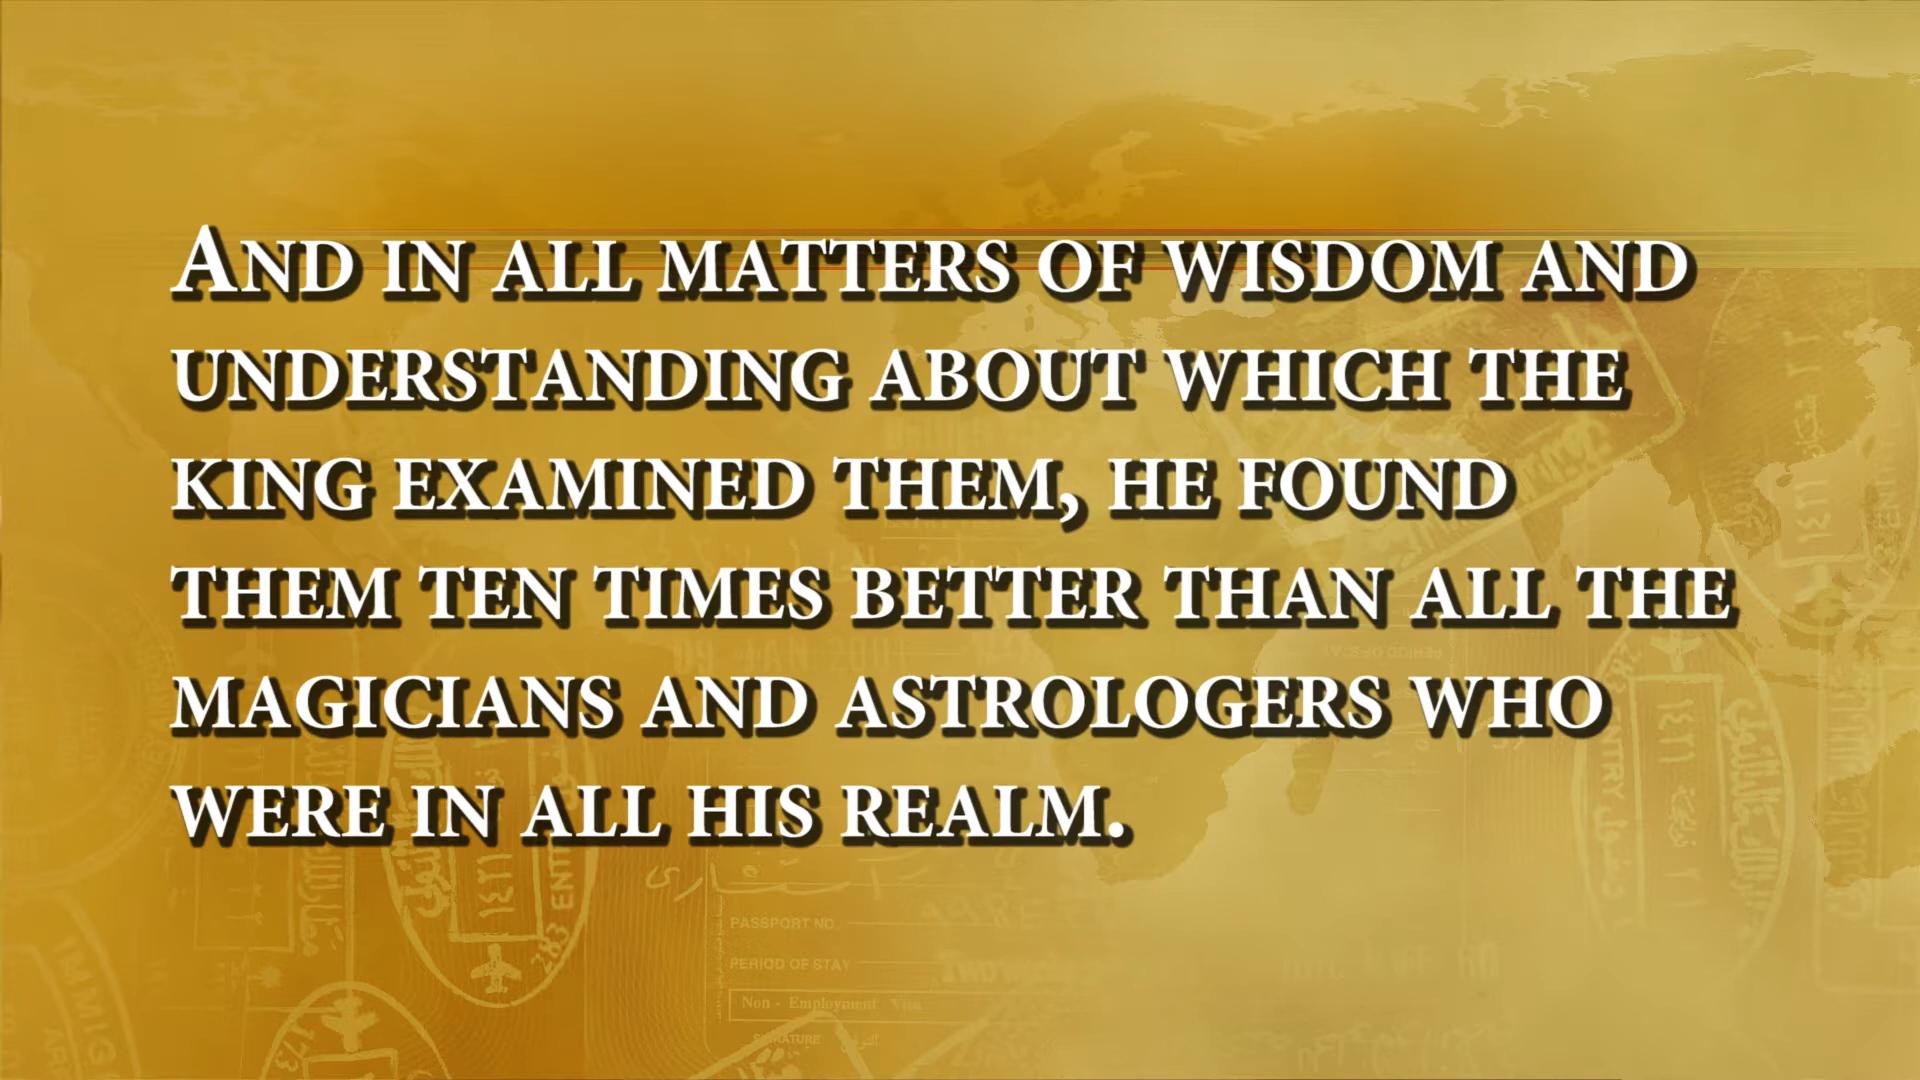 And in all matters of wisdom and
understanding about which the
king examined them, he found
them ten times better than all the
magicians and astrologers who
were in all his realm.
PASSPORT NO.
PERIOD OF STAY
Non - Employment Visa